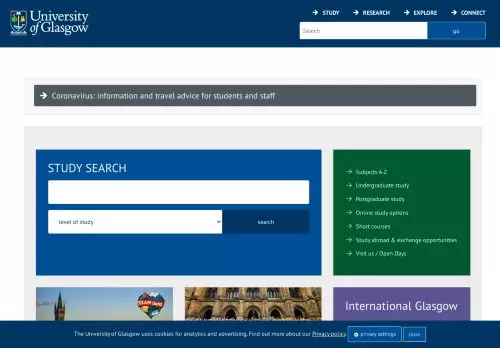 University
of Glasgow
STUDY
RESEARCH
EXPLORE
CONNECT
Search
go
Coronavirus: information and travel advice for students and staff
STUDY SEARCH
level of study
search
Subjects A-Z
Undergraduate study
Postgraduate study
Online study options
Short courses
Study abroad & exchange opportunities
Visit us / Open Days
TEAM UofG
International Glasgow
The University of Glasgow uses cookies for analytics and advertising. Find out more about our Privacy policy.
privacy settings
close